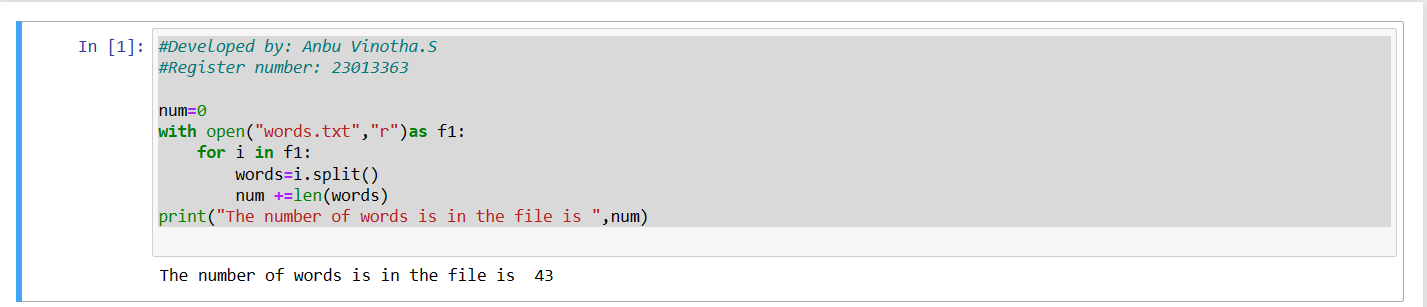 In [1]: #Developed by: Anbu Vinotha.S
#Register number: 23013363
num=0
with open("words.txt","r")as f1:
    for i in f1:
        words=i.split()
        num +=len(words)
print("The number of words is in the file is ",num)
The number of words is in the file is  43